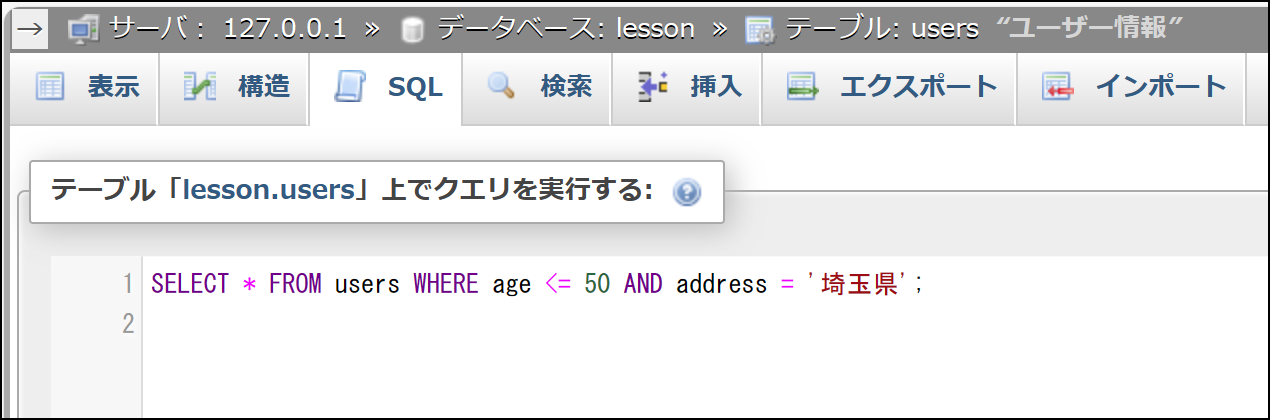 → サーバ： 127.0.0.1 » データベース: lesson » テーブル: users “ユーザー情報”
表示 構造 SQL 検索 挿入 エクスポート インポート
テーブル「lesson.users」上でクエリを実行する:
1 SELECT * FROM users WHERE age <= 50 AND address = '埼玉県';
2